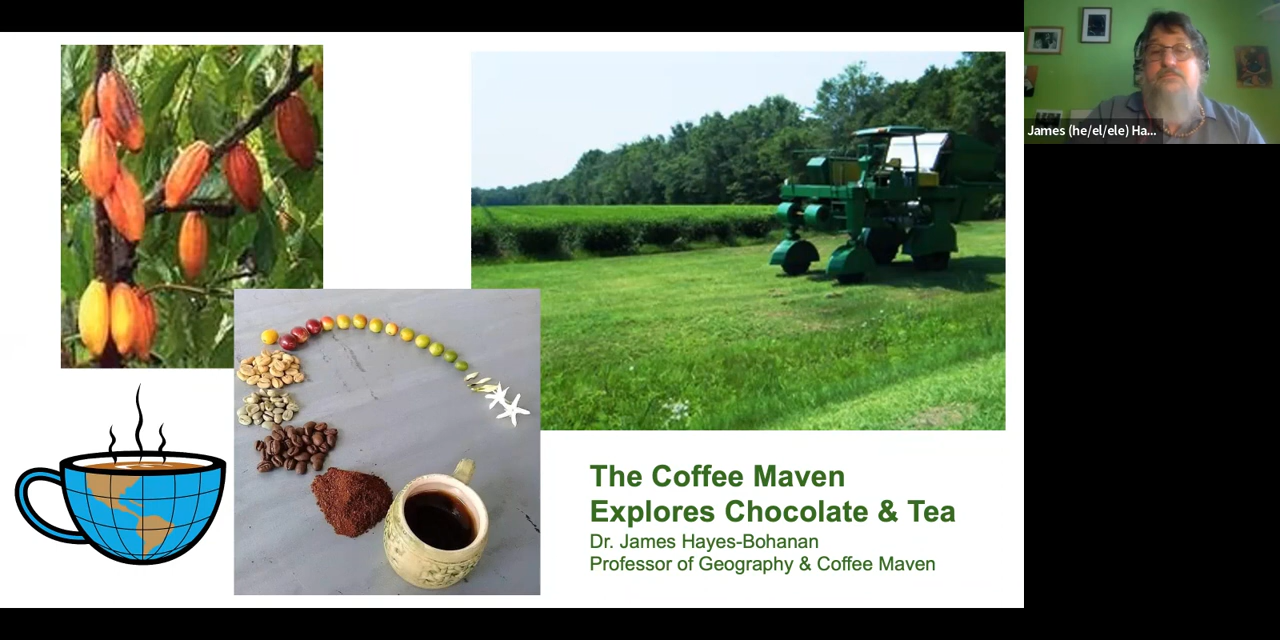 James (he/el/ele) Ha...
The Coffee Maven
Explores Chocolate & Tea
Dr. James Hayes-Bohanan
Professor of Geography & Coffee Maven